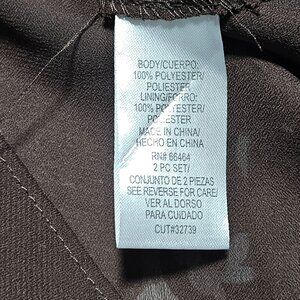 BODY/CUERPO:
100% POLYESTER/
POLIESTER
LINING/FORRO:
100% POLYESTER/
POLIESTER
MADE IN CHINA/
HECHO EN CHINA
RN# 66464
2 PC SET/
CONJUNTO DE 2 PIEZAS
SEE REVERSE FOR CARE/
VER AL DORSO
PARA CUIDADO
CUT#32739